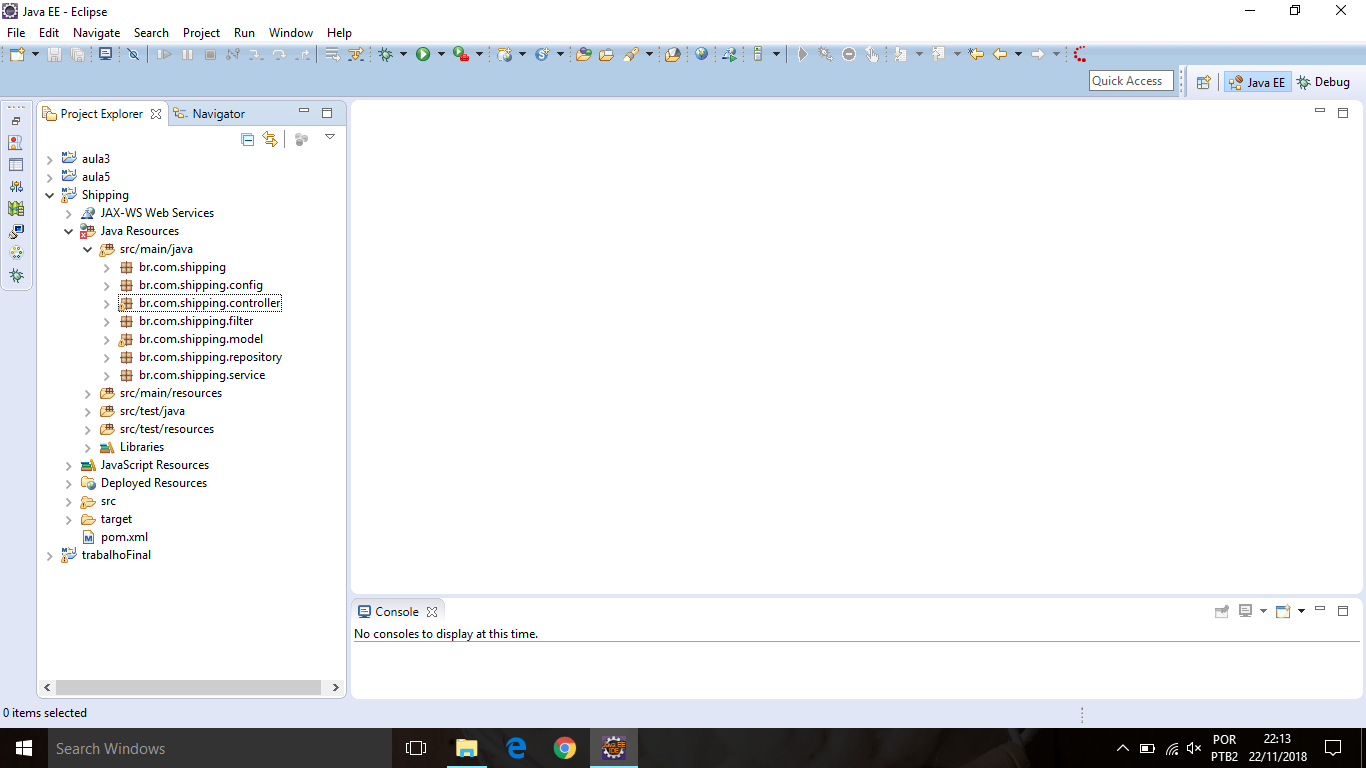 Java EE - Eclipse
File Edit Navigate Search Project Run Window Help
Quick Access
Java EE
Debug
Project Explorer
Navigator
aula3
aula5
Shipping
JAX-WS Web Services
Java Resources
src/main/java
br.com.shipping
br.com.shipping.config
br.com.shipping.controller
br.com.shipping.filter
br.com.shipping.model
br.com.shipping.repository
br.com.shipping.service
src/main/resources
src/test/java
src/test/resources
Libraries
JavaScript Resources
Deployed Resources
src
target
pom.xml
trabalhoFinal
Console
No consoles to display at this time.
0 items selected
Search Windows
POR
PTB2
22:13
22/11/2018